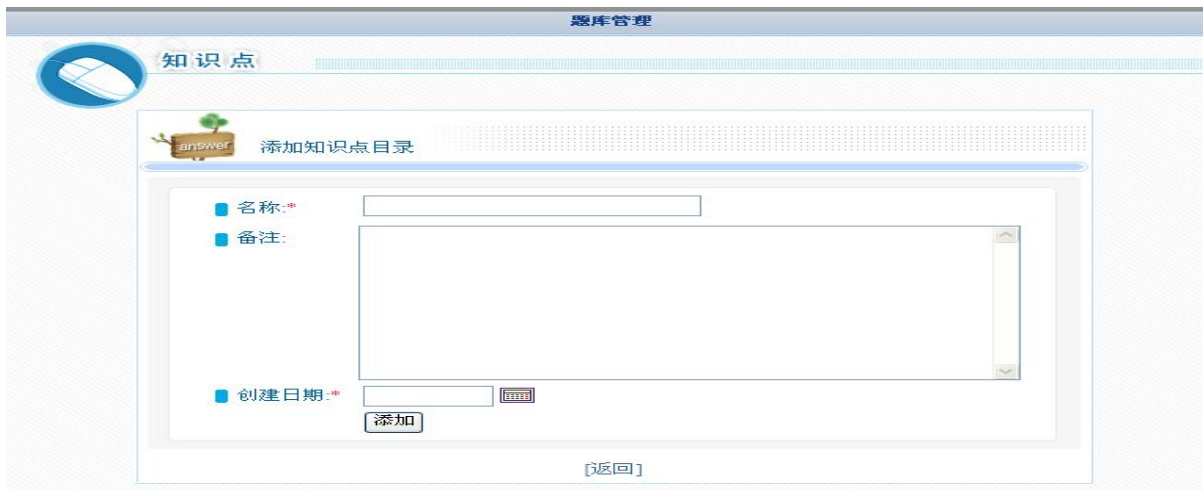 题库管理
知识点
answer
添加知识点目录
名称:*
备注:
创建日期:*
添加
[返回]